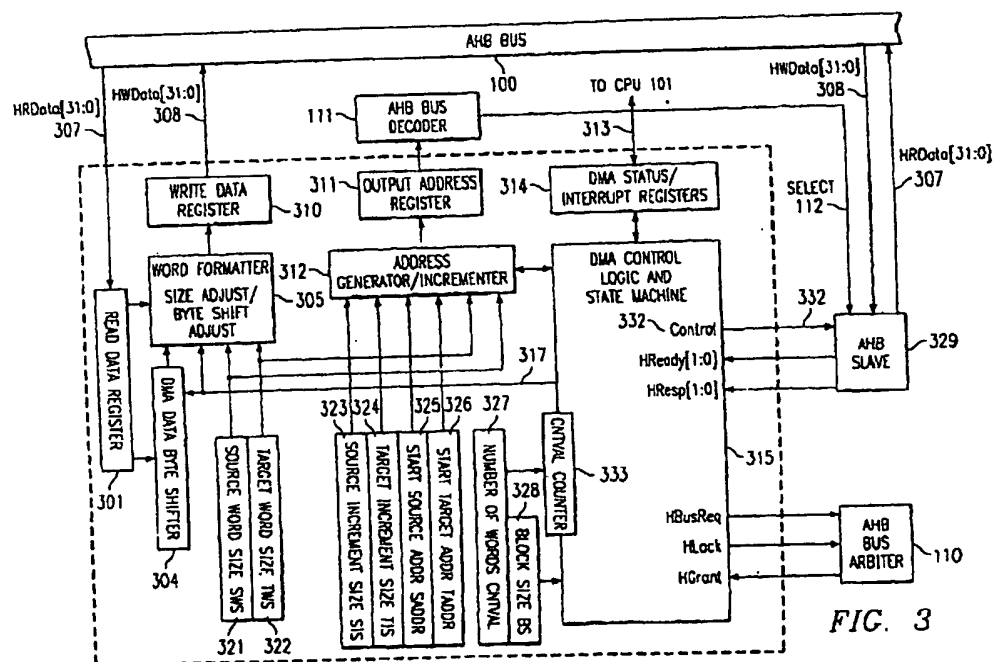 AHB BUS
100
HRData[31:0]
307
HWData[31:0]
308
111
AHB BUS
DECODER
TO CPU 101
313
HWData[31:0]
308
HRData[31:0]
307
SELECT
112
WRITE DATA
REGISTER
310
311
OUTPUT ADDRESS
REGISTER
314
DMA STATUS/
INTERRUPT REGISTERS
WORD FORMATTER
SIZE ADJUST/
BYTE SHIFT
ADJUST
305
312
ADDRESS
GENERATOR/INCREMENTER
DMA CONTROL
LOGIC AND
STATE MACHINE
332
Control
332
HReady[1:0]
HResp[1:0]
AHB
SLAVE
329
READ DATA REGISTER
301
DMA DATA BYTE SHIFTER
304
317
SOURCE WORD SIZE SWS
321
TARGET WORD SIZE TWS
322
323
324
325
326
327
SOURCE INCREMENT SIZE SIS
TARGET INCREMENT SIZE TIS
START SOURCE ADDR SADDR
START TARGET ADDR TADDR
NUMBER OF WORDS CNTVAL
328
BLOCK SIZE BS
CNTVAL COUNTER
333
315
HBusReq
HLock
HGrant
AHB
BUS
ARBITER
110
FIG. 3